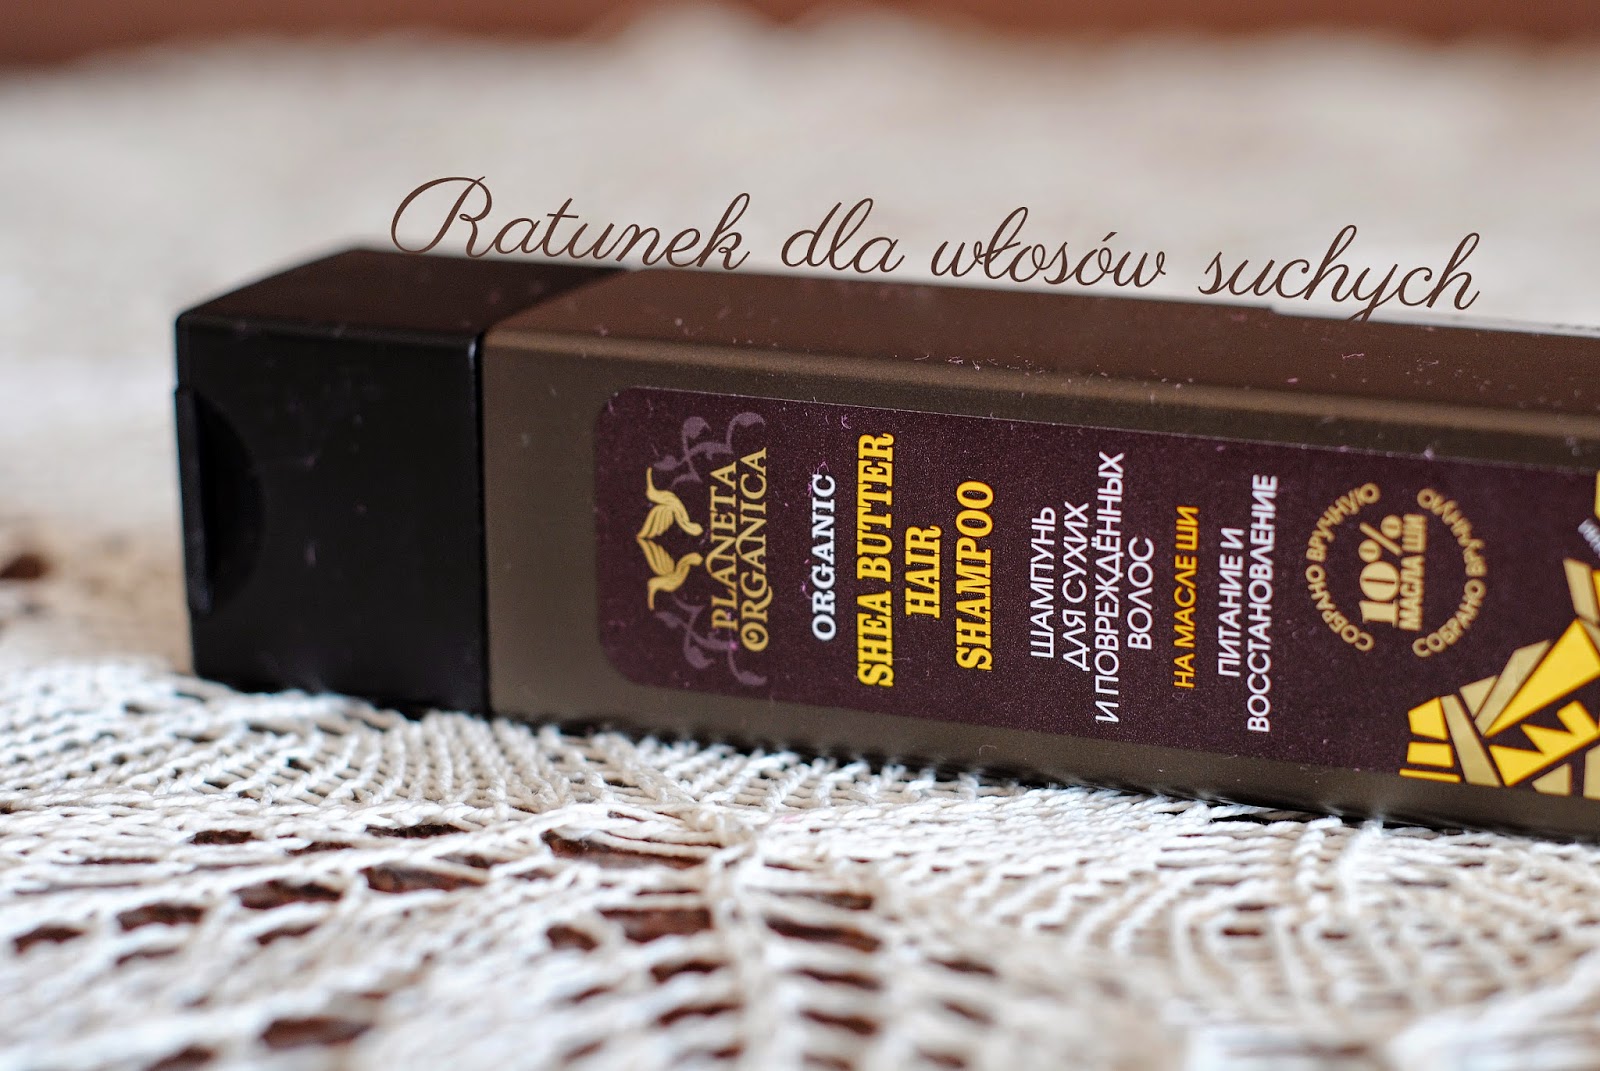 Ratunek dla włosów suchych
PLANETA
ORGANICA
ORGANIC
SHEA BUTTER
HAIR
SHAMPOO
ШАМПУНЬ
ДЛЯ СУХИХ
И ПОВРЕЖДЁННЫХ
ВОЛОС
НА МАСЛЕ ШИ
ПИТАНИЕ И
ВОССТАНОВЛЕНИЕ
СОБРАНО ВРУЧНУЮ
10%
МАСЛА ШИ
СОБРАНО ВРУЧНУЮ